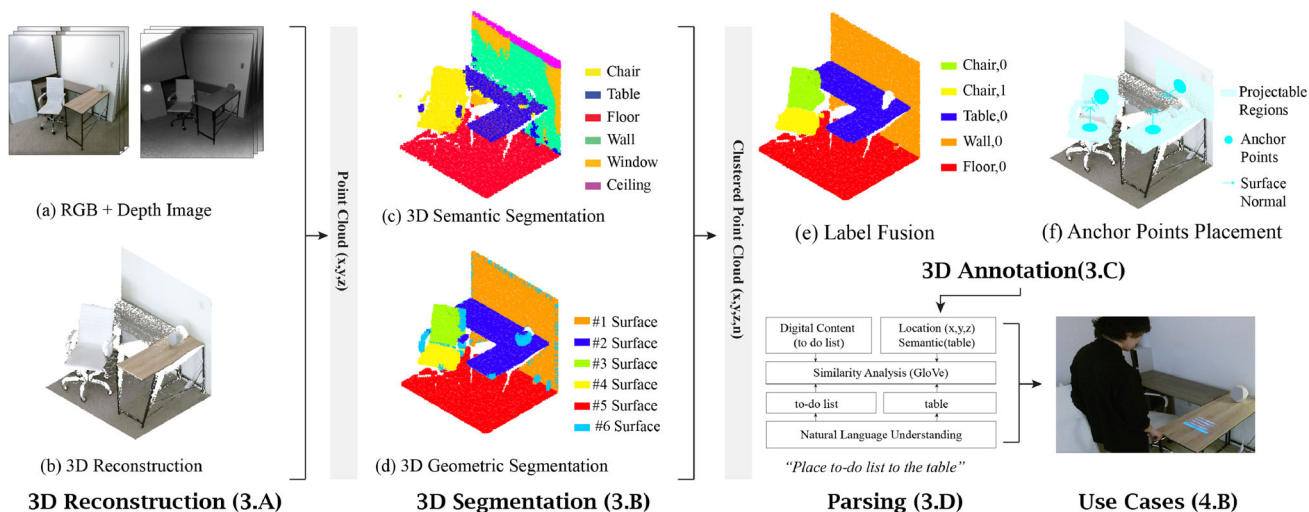 (a) RGB + Depth Image
(b) 3D Reconstruction
3D Reconstruction (3.A)
Point Cloud (x,y,z)
Chair
Table
Floor
Wall
Window
Ceiling
(c) 3D Semantic Segmentation
#1 Surface
#2 Surface
#3 Surface
#4 Surface
#5 Surface
#6 Surface
(d) 3D Geometric Segmentation
3D Segmentation (3.B)
Clustered Point Cloud (x,y,z,n)
Chair,0
Chair,1
Table,0
Wall,0
Floor,0
(e) Label Fusion
Projectable
Regions
Anchor
Points
Surface
Normal
(f) Anchor Points Placement
3D Annotation(3.C)
Digital Content
(to do list)
Location (x,y,z)
Semantic(table)
Similarity Analysis (GloVe)
to-do list
table
Natural Language Understanding
“Place to-do list to the table”
Parsing (3.D)
Use Cases (4.B)